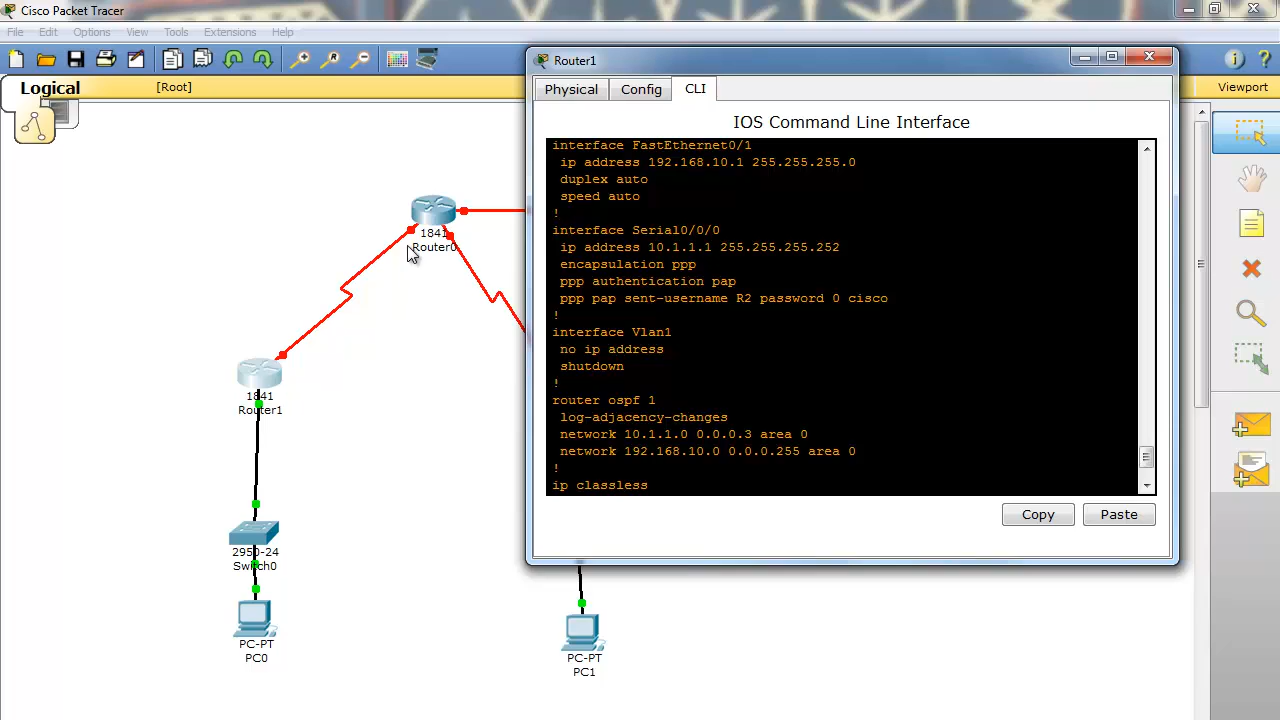 Cisco Packet Tracer
File Edit Options View Tools Extensions Help
Logical
[Root]
Viewport
Router1
Physical Config CLI
IOS Command Line Interface
interface FastEthernet0/1
ip address 192.168.10.1 255.255.255.0
duplex auto
speed auto
!
interface Serial0/0/0
ip address 10.1.1.1 255.255.255.252
encapsulation ppp
ppp authentication pap
ppp pap sent-username R2 password 0 cisco
!
interface Vlan1
no ip address
shutdown
!
router ospf 1
log-adjacency-changes
network 10.1.1.0 0.0.0.3 area 0
network 192.168.10.0 0.0.0.255 area 0
!
ip classless
Copy Paste
1841
Router0
1841
Router1
2950-24
Switch0
PC-PT
PC0
PC-PT
PC1